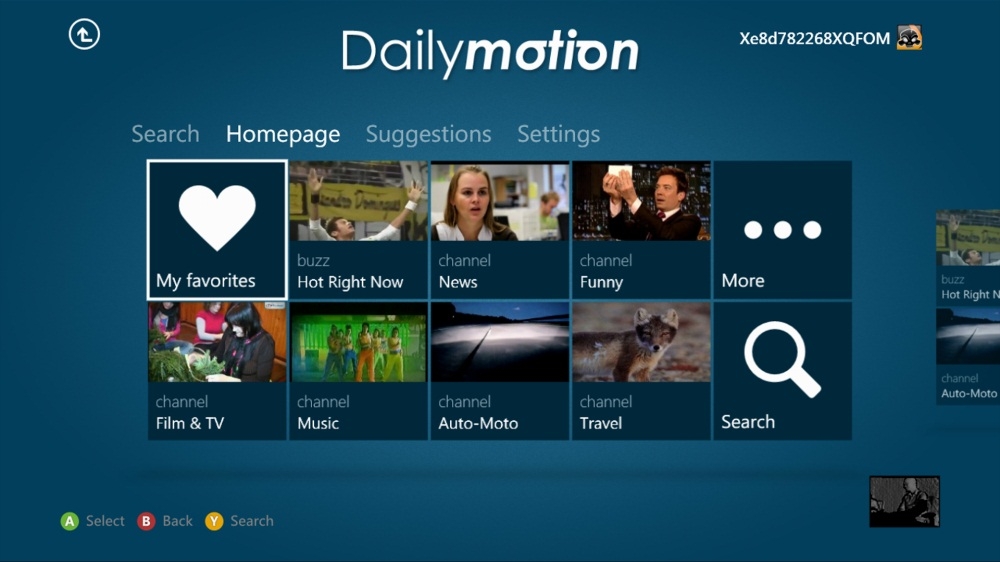 Dailymotion
Xe8d782268XQFOM
Search Homepage Suggestions Settings
My favorites
buzz
Hot Right Now
channel
News
channel
Funny
More
channel
Film & TV
channel
Music
channel
Auto-Moto
channel
Travel
Search
buzz
Hot Right N
channel
Auto-Moto
A Select B Back Y Search